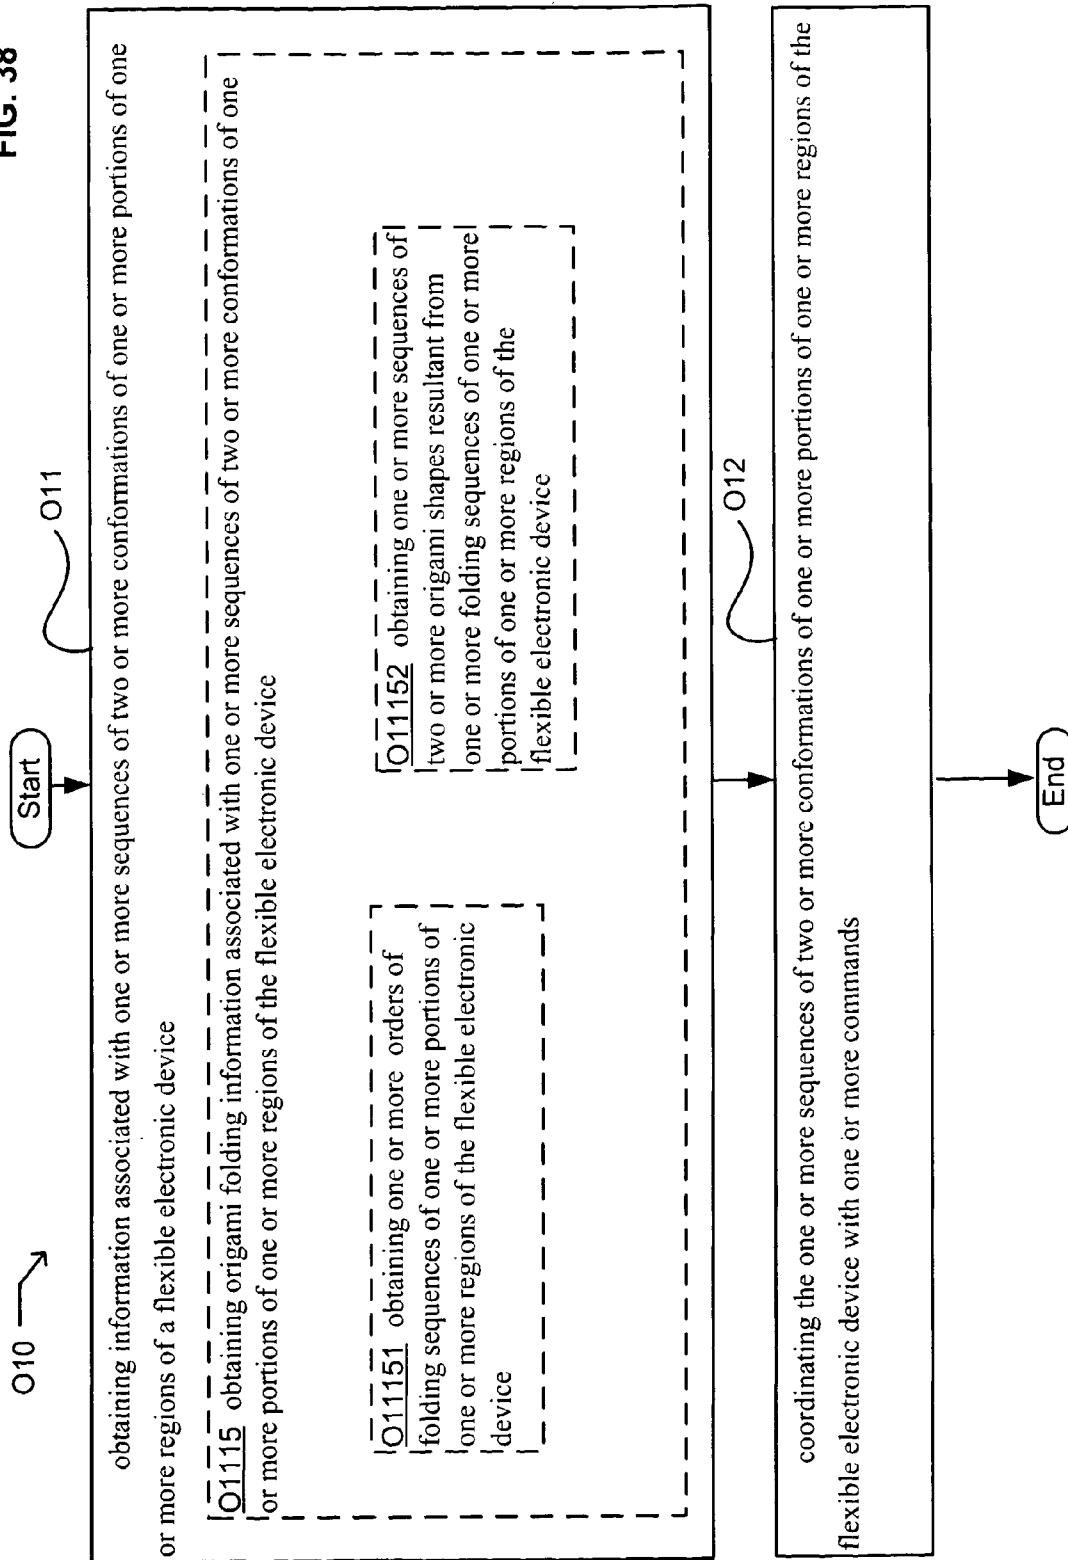 FIG. 38
O10
Start
O11
obtaining information associated with one or more sequences of two or more conformations of one or more portions of one
or more regions of a flexible electronic device
O1115 obtaining origami folding information associated with one or more sequences of two or more conformations of one
or more portions of one or more regions of the flexible electronic device
O11151 obtaining one or more orders of
folding sequences of one or more portions of
one or more regions of the flexible electronic
device
O11152 obtaining one or more sequences of
two or more origami shapes resultant from
one or more folding sequences of one or more
portions of one or more regions of the
flexible electronic device
O12
coordinating the one or more sequences of two or more conformations of one or more portions of one or more regions of the
flexible electronic device with one or more commands
End